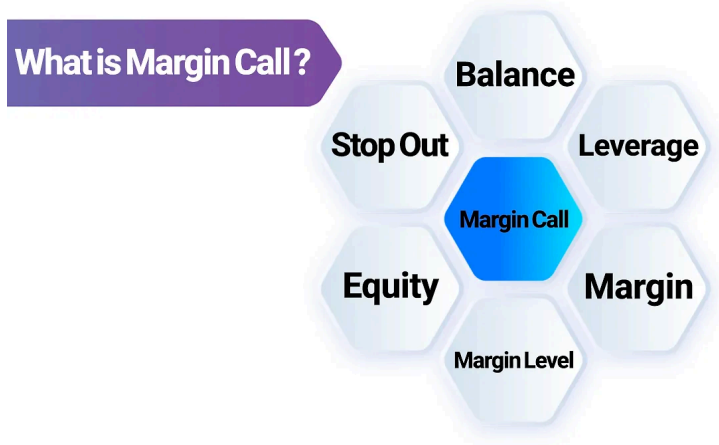 What is Margin Call?
Balance
Stop Out
Leverage
Margin Call
Equity
Margin
Margin Level